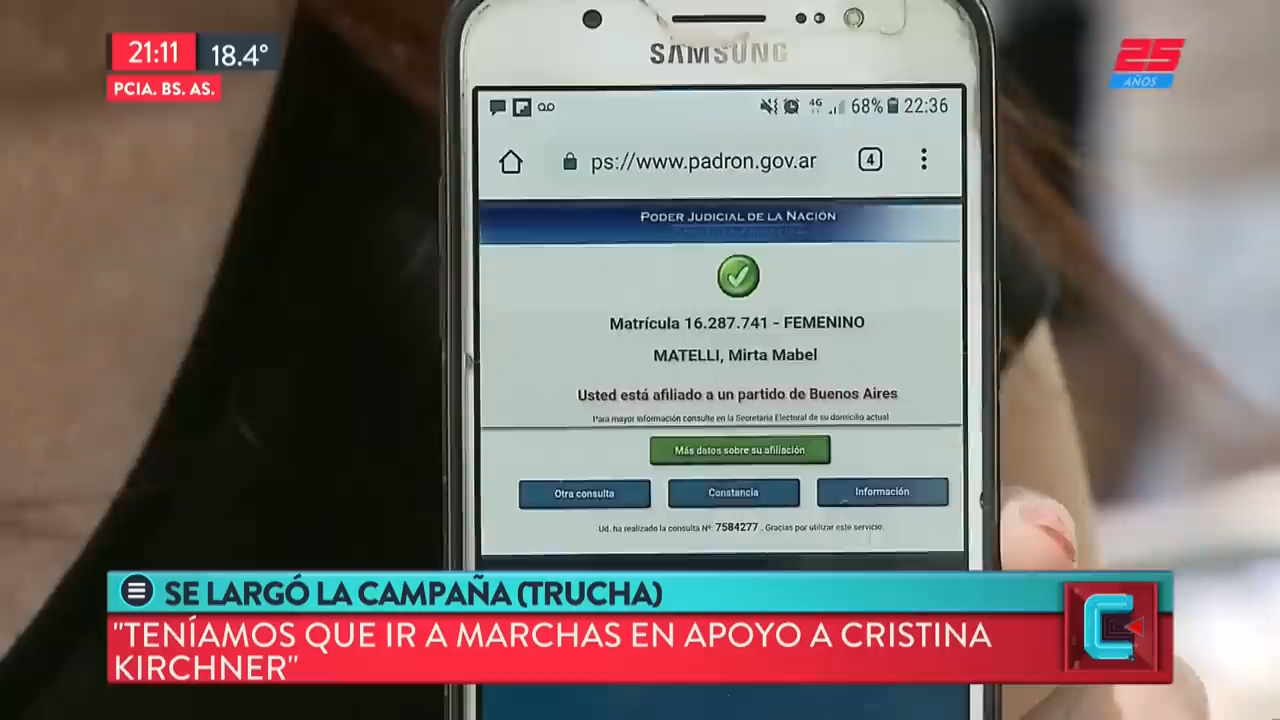 21:11 18.4°
PCIA. BS. AS.
25
AÑOS
SAMSUNG
4G 68% 22:36
ps://www.padron.gov.ar 4
PODER JUDICIAL DE LA NACIÓN
Matrícula 16.287.741 - FEMENINO
MATELLI, Mirta Mabel
Usted está afiliado a un partido de Buenos Aires
Para mayor información consulte en la Secretaría Electoral de su domicilio actual
Más datos sobre su afiliación
Otra consulta Constancia Información
Ud. ha realizado la consulta Nº 7584277 . Gracias por utilizar este servicio.
SE LARGÓ LA CAMPAÑA (TRUCHA)
"TENÍAMOS QUE IR A MARCHAS EN APOYO A CRISTINA
KIRCHNER"
C